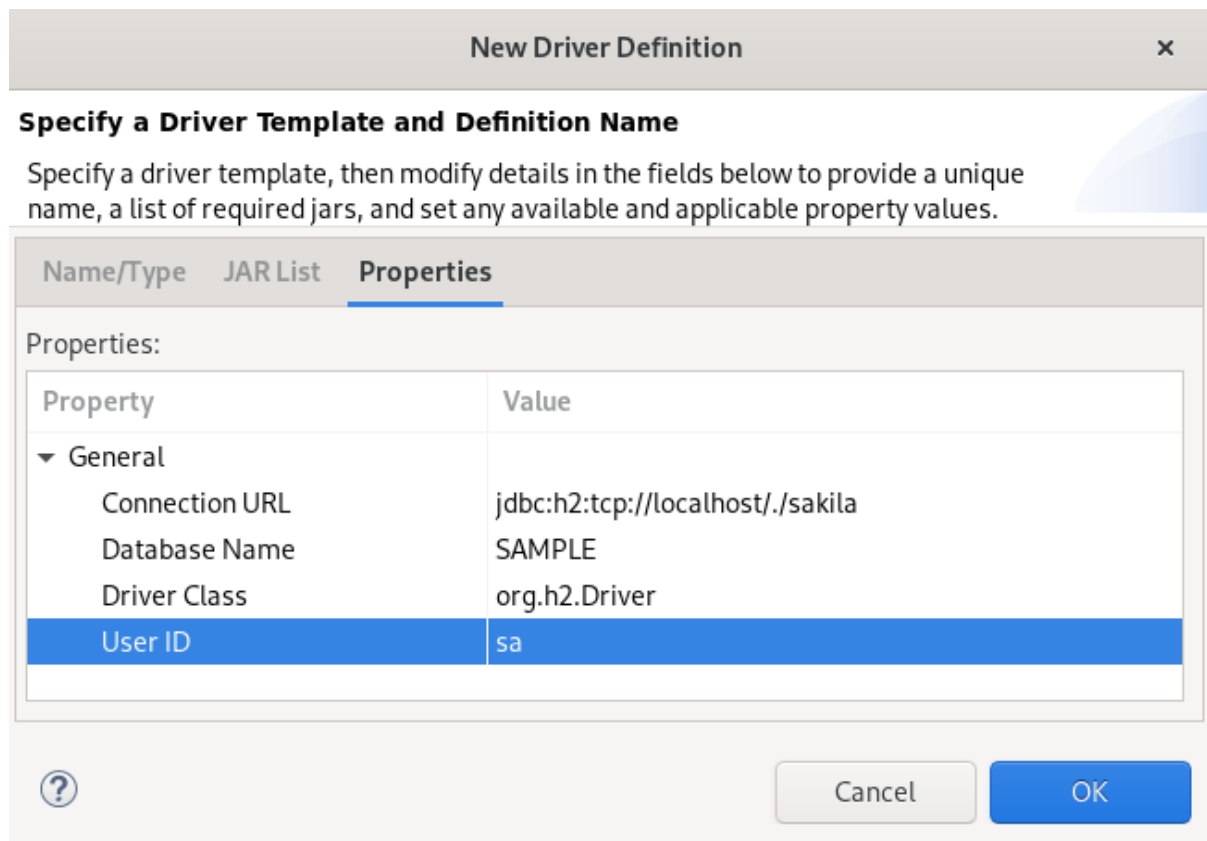 New Driver Definition
Specify a Driver Template and Definition Name
Specify a driver template, then modify details in the fields below to provide a unique
name, a list of required jars, and set any available and applicable property values.
Name/Type JAR List Properties
Properties:
Property Value
General
Connection URL jdbc:h2:tcp://localhost/./sakila
Database Name SAMPLE
Driver Class org.h2.Driver
User ID sa
Cancel OK